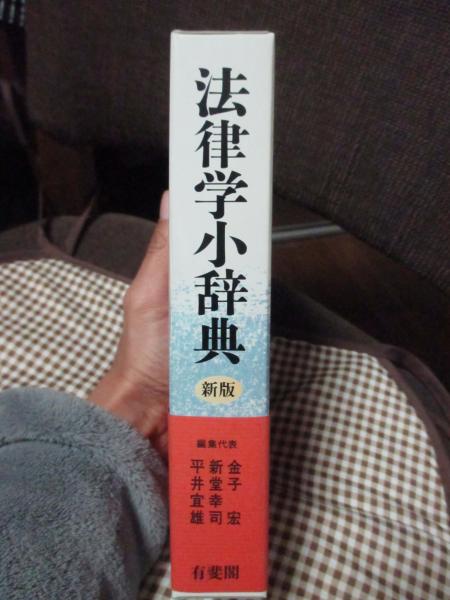 法律学小辞典
新版
編集代表
金子 宏
新堂幸司
平井宜雄
有斐閣